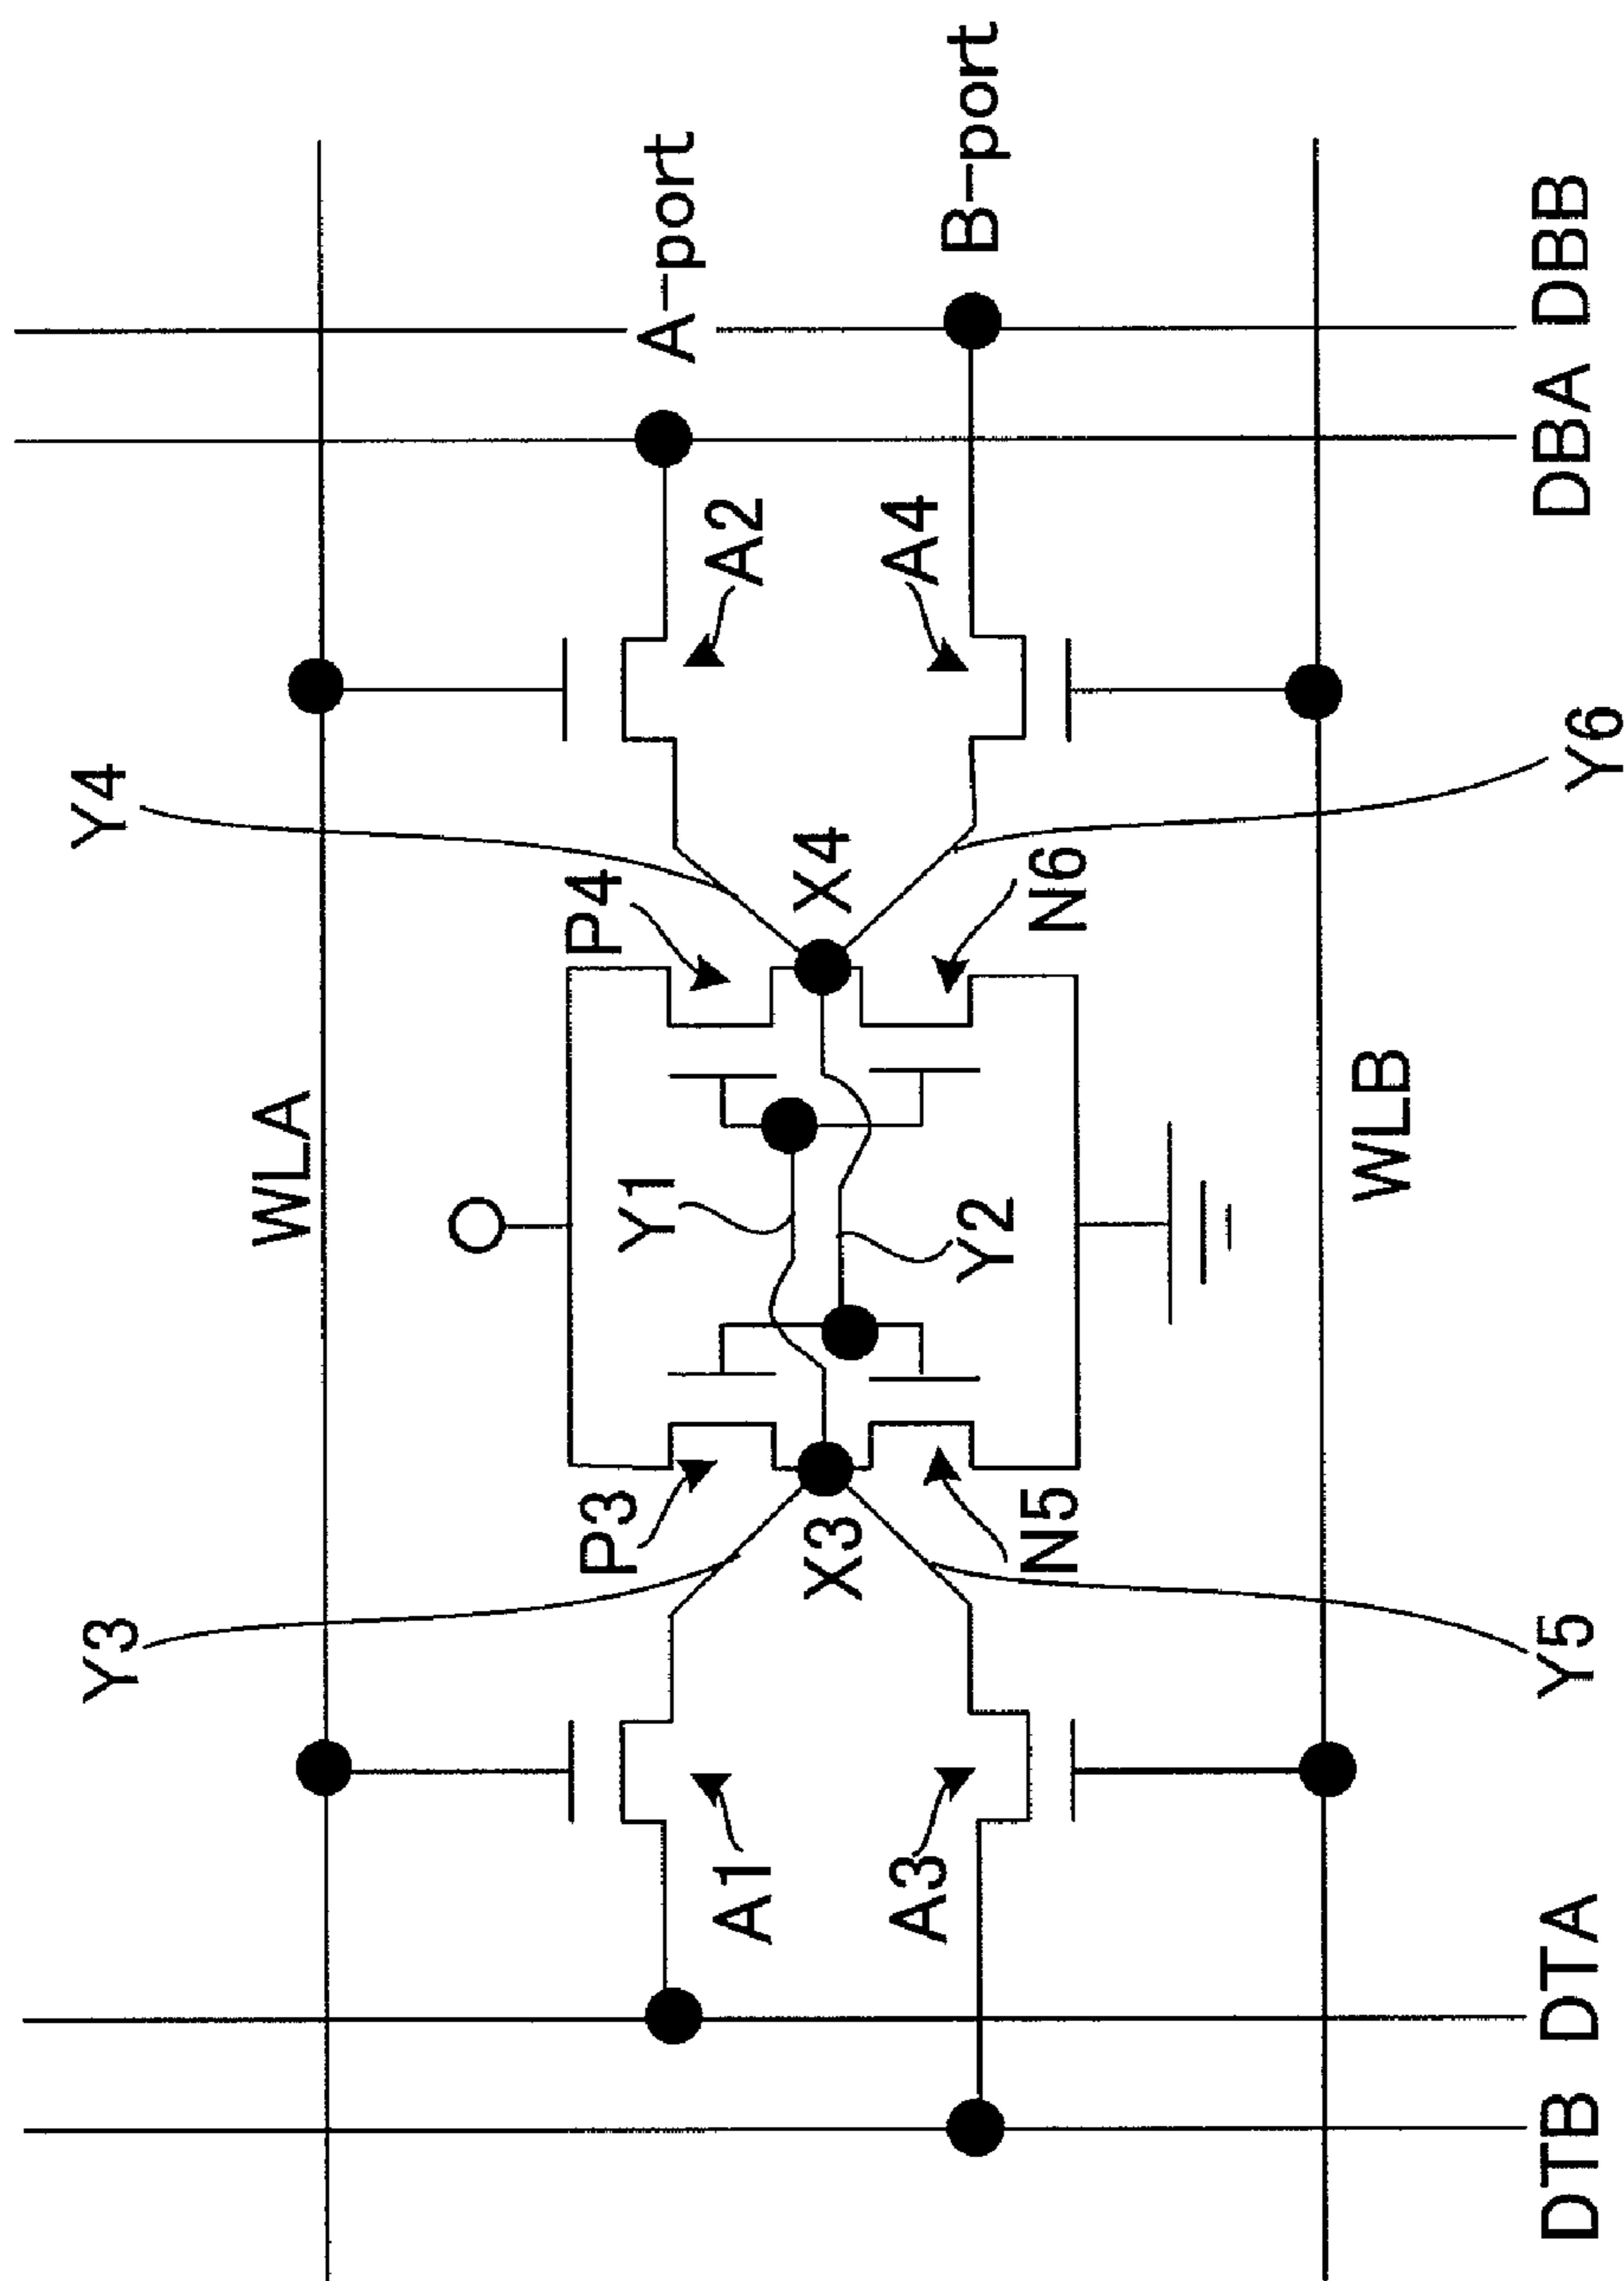 WLA
Y3
Y4
A-port
B-port
A1
A2
P3
P4
Y1
X3
X4
Y2
A3
A4
N5
N6
WLB
Y5
Y6
DTB
DTA
DBA
DBB